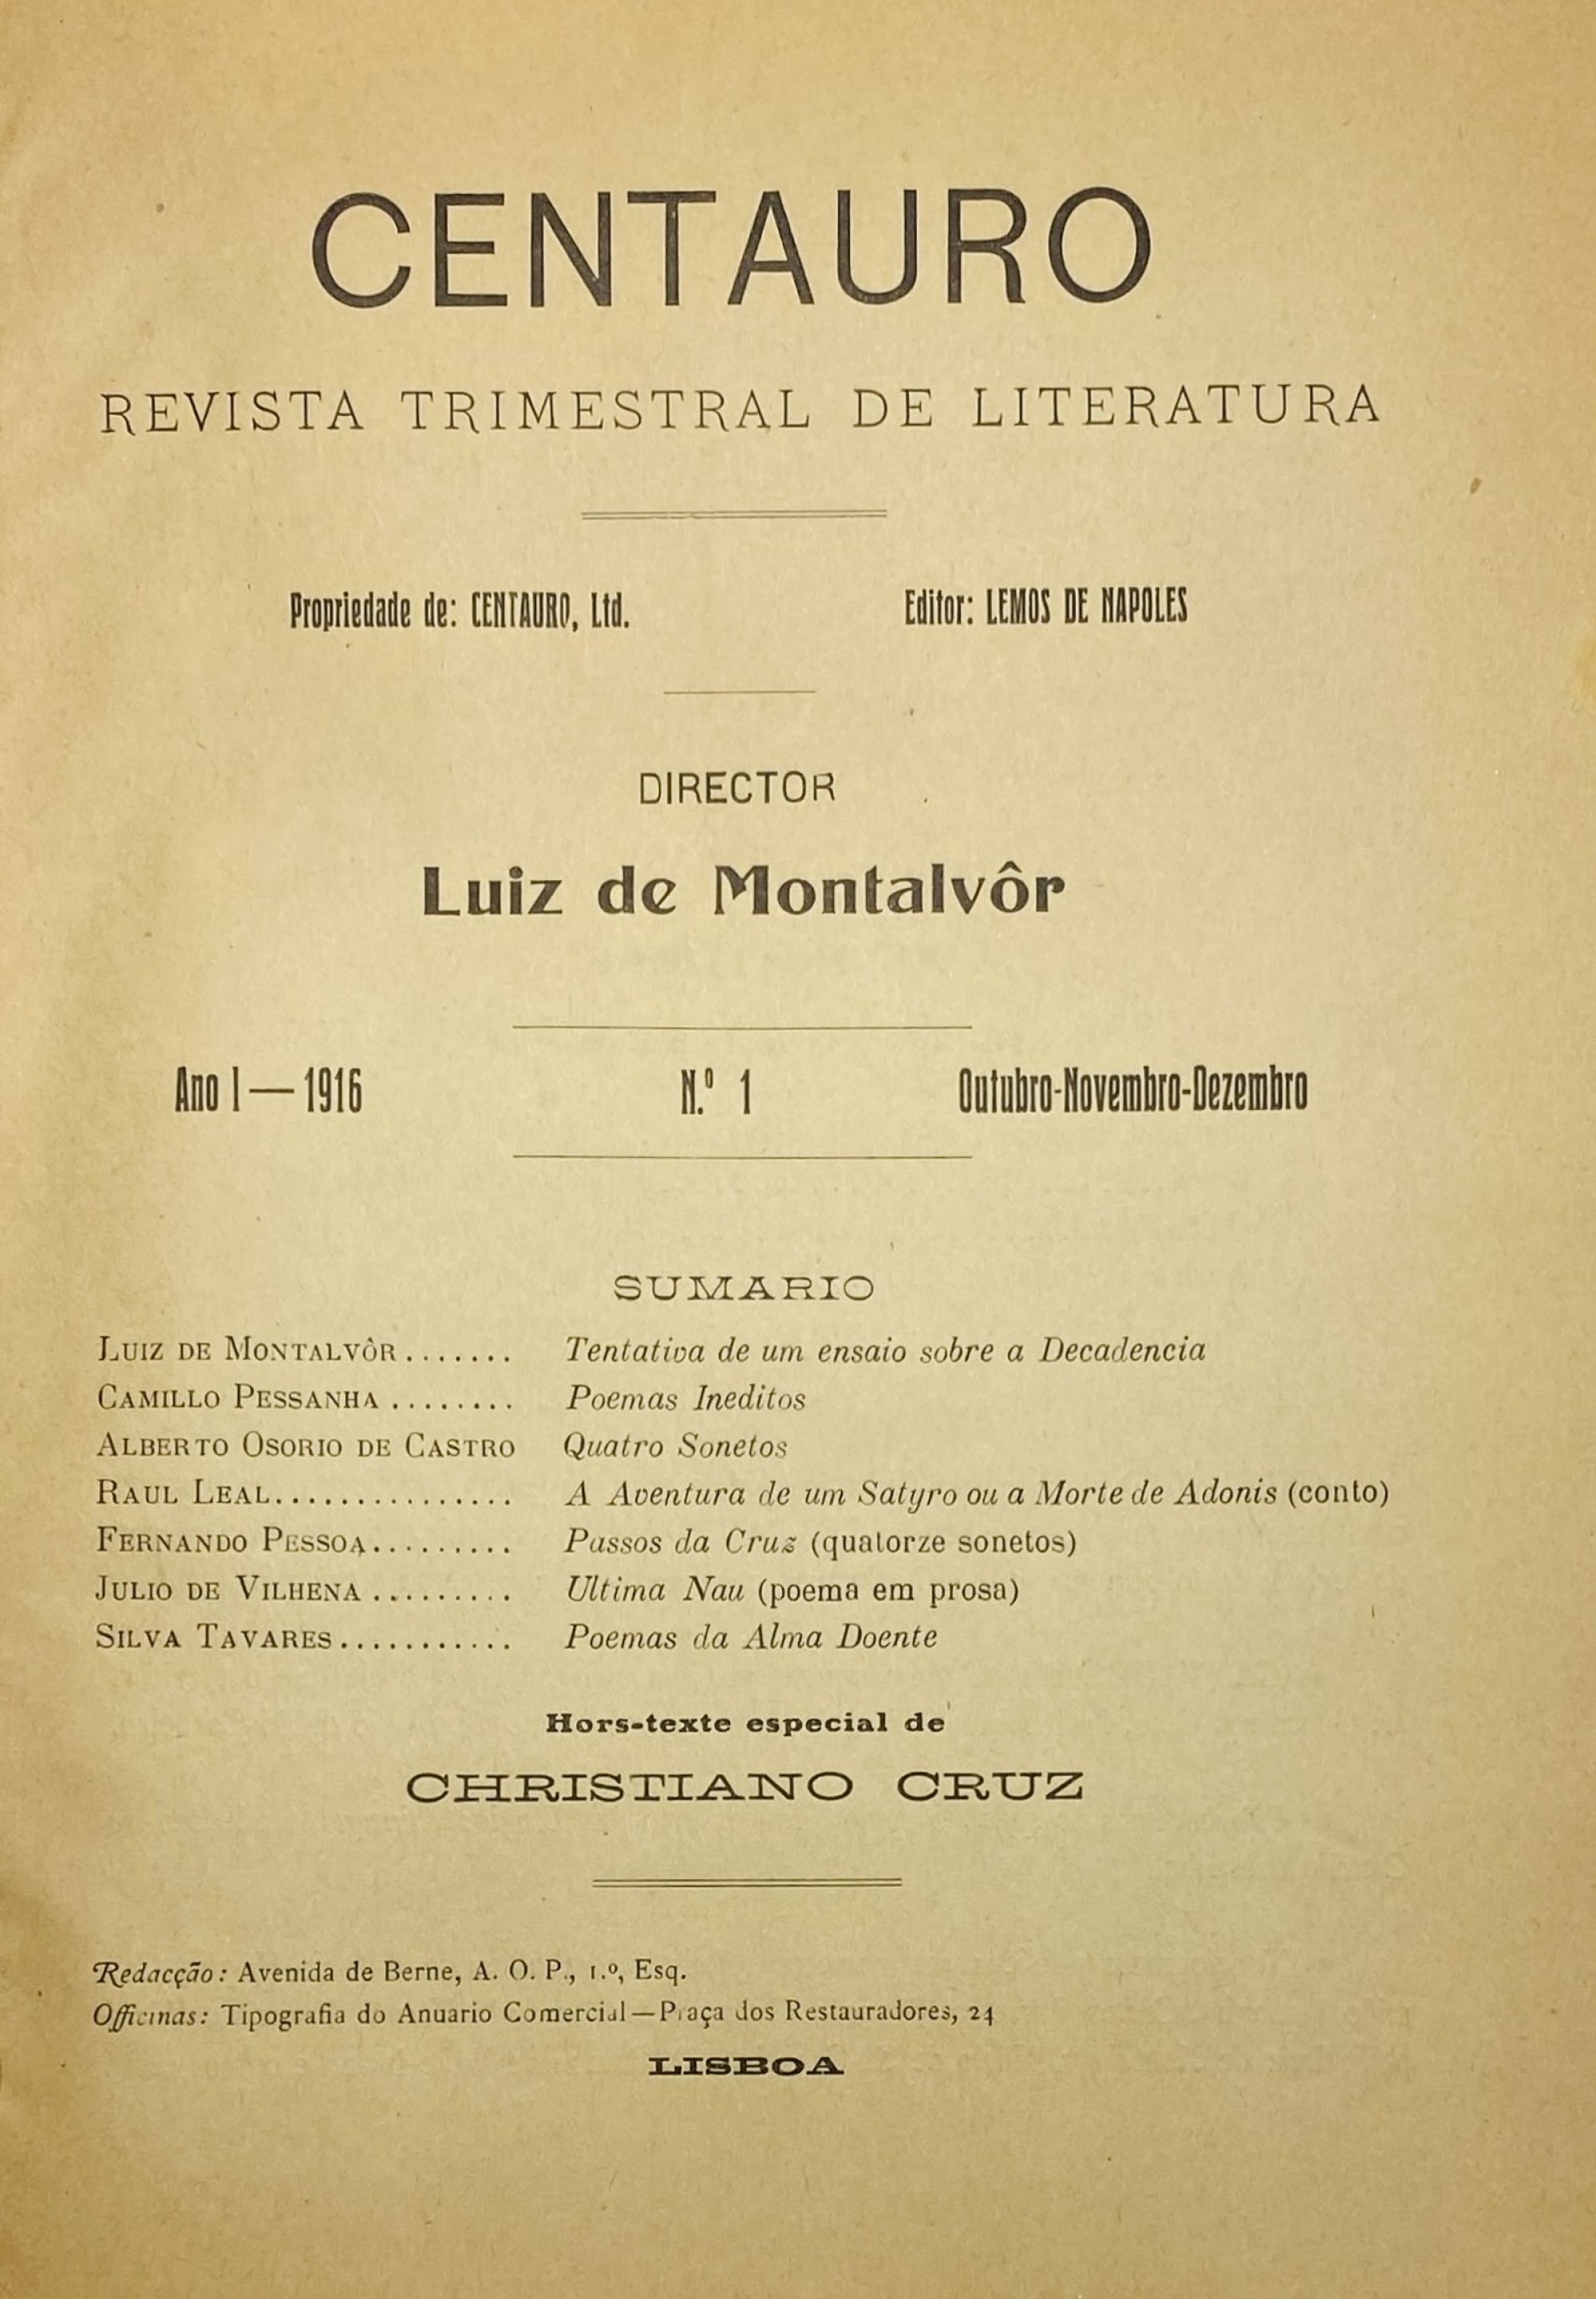 CENTAURO
REVISTA TRIMESTRAL DE LITERATURA
Propriedade de: CENTAURO, Ltd. Editor: LEMOS DE NAPOLES
DIRECTOR
Luiz de Montalvôr
Ano I — 1916 N.º 1 Outubro-Novembro-Dezembro
SUMARIO
LUIZ DE MONTALVÔR....... Tentativa de um ensaio sobre a Decadencia
CAMILLO PESSANHA ........ Poemas Ineditos
ALBERTO OSORIO DE CASTRO Quatro Sonetos
RAUL LEAL............... A Aventura de um Satyro ou a Morte de Adonis (conto)
FERNANDO PESSOA......... Passos da Cruz (quatorze sonetos)
JULIO DE VILHENA ......... Ultima Nau (poema em prosa)
SILVA TAVARES........... Poemas da Alma Doente
Hors-texte especial de
CHRISTIANO CRUZ
Redacção: Avenida de Berne, A. O. P., 1.º, Esq.
Officinas: Tipografia do Anuario Comercial—Praça dos Restauradores, 24
LISBOA